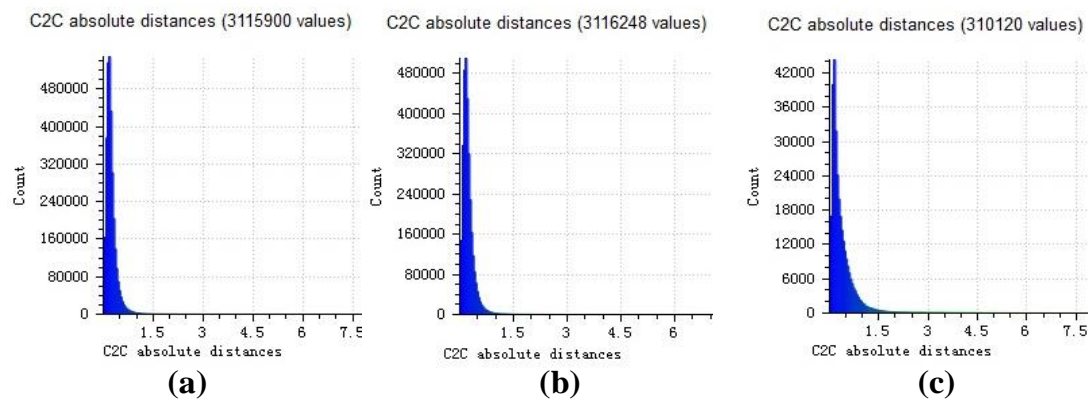 C2C absolute distances (3115900 values)
480000
400000
320000
240000
160000
80000
0
Count
1.5 3 4.5 6 7.5
C2C absolute distances
(a)
C2C absolute distances (3116248 values)
480000
400000
320000
240000
160000
80000
0
Count
1.5 3 4.5 6
C2C absolute distances
(b)
C2C absolute distances (310120 values)
42000
36000
30000
24000
18000
12000
6000
0
Count
1.5 3 4.5 6 7.5
C2C absolute distances
(c)